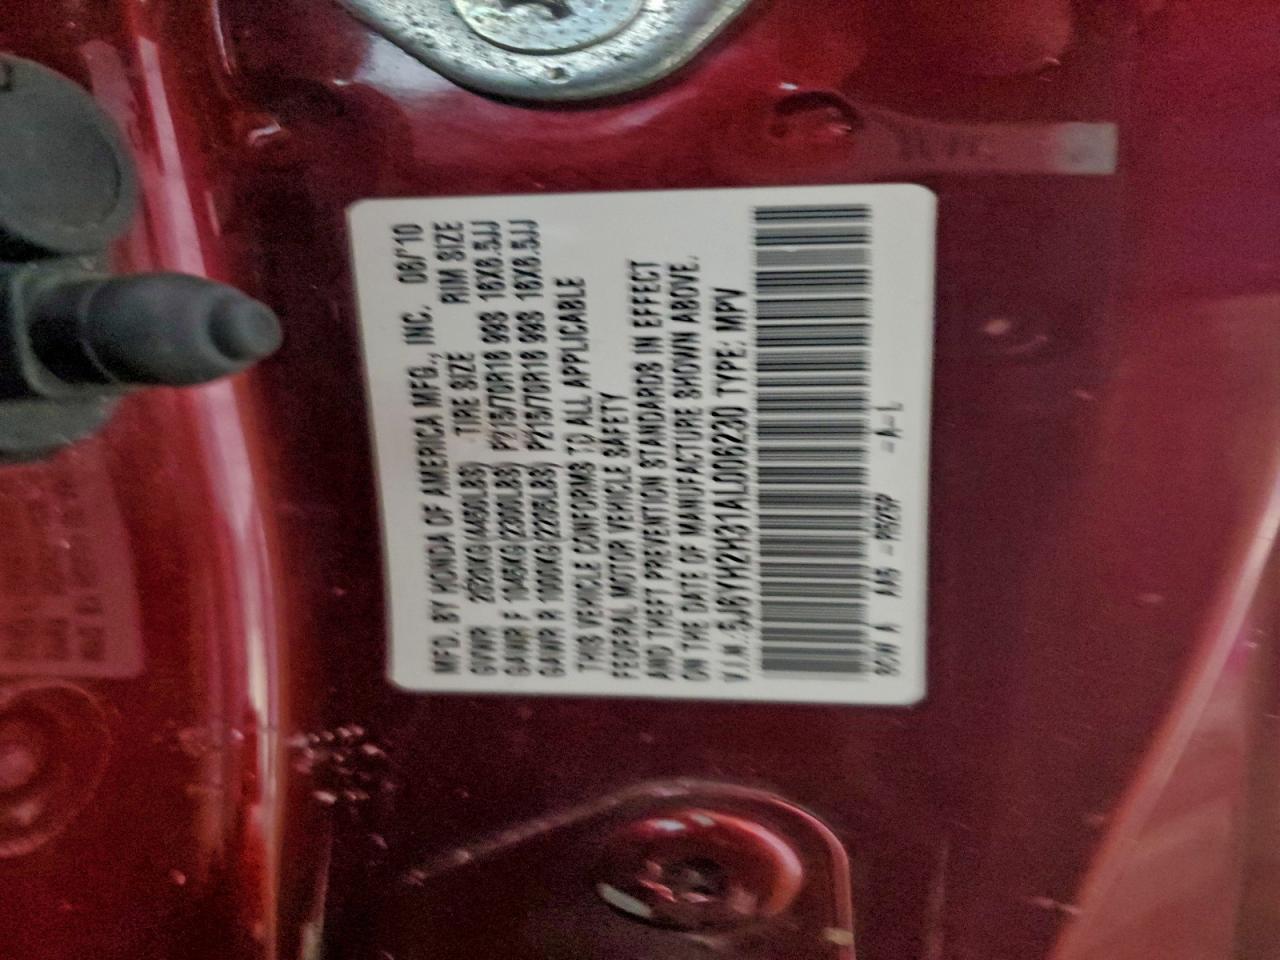 MFD. BY HONDA OF AMERICA MFG., INC. 08/'10
GVWR 2020KG(4450LBS) TIRE SIZE RIM SIZE
GAWR F 1045KG(2300LBS) P215/70R16 99S 16X6.5JJ
GAWR R 1000KG(2205LBS) P215/70R16 99S 16X6.5JJ
THIS VEHICLE CONFORMS TO ALL APPLICABLE
FEDERAL MOTOR VEHICLE SAFETY
AND THEFT PREVENTION STANDARDS IN EFFECT
ON THE DATE OF MANUFACTURE SHOWN ABOVE.
V.I.N.:5J6YH2H31AL006230 TYPE: MPV
-A-L